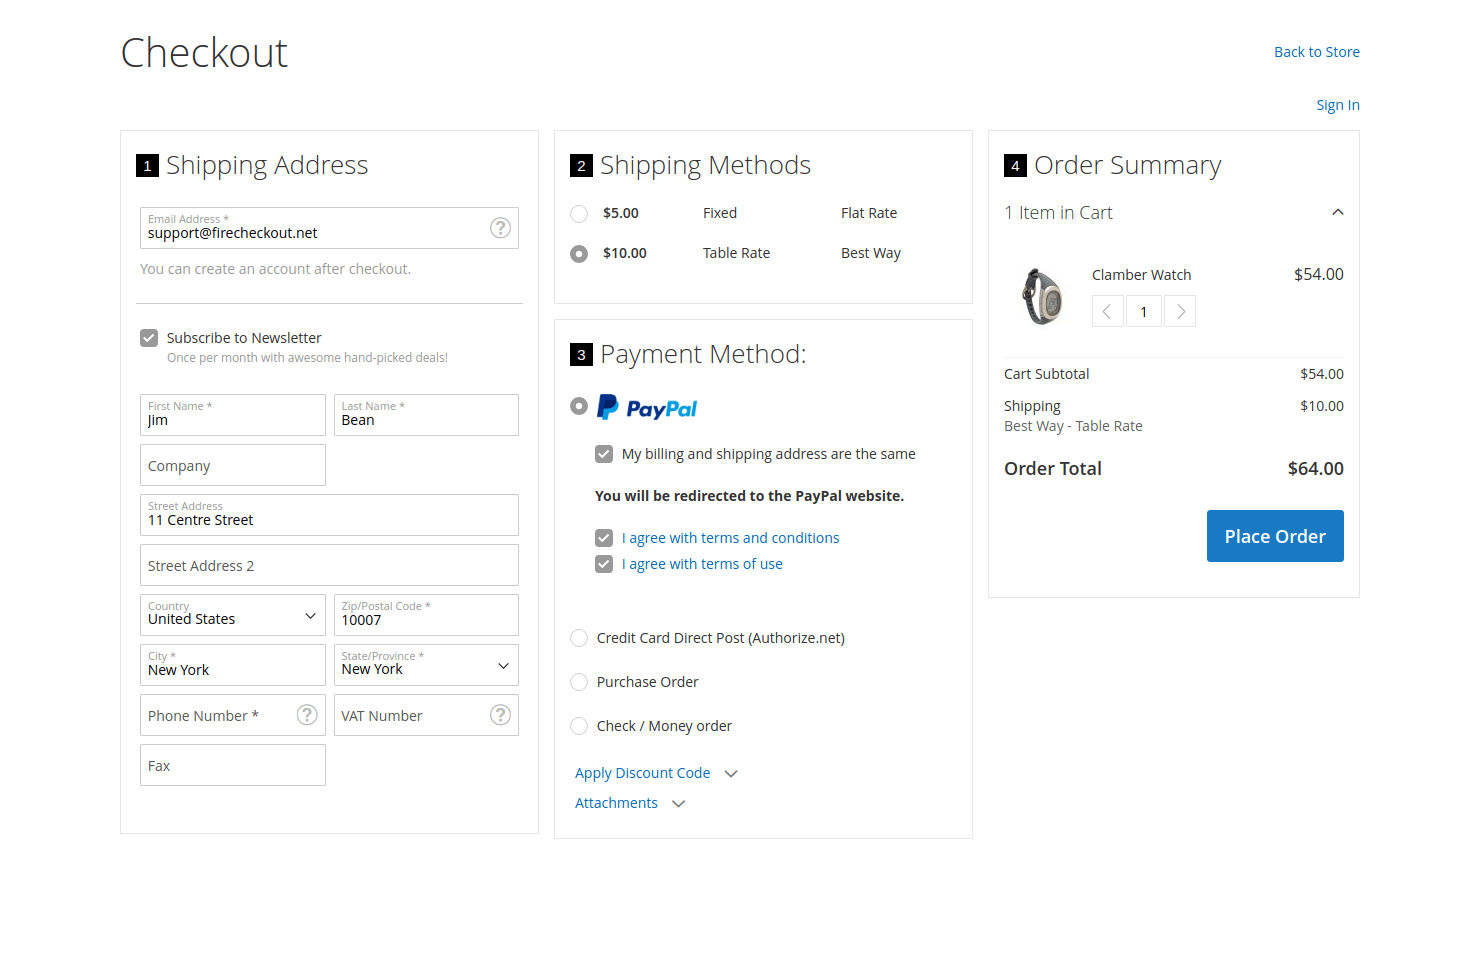 Checkout
Back to Store
Sign In
1 Shipping Address
Email Address *
support@firecheckout.net
?
You can create an account after checkout.
Subscribe to Newsletter
Once per month with awesome hand-picked deals!
First Name *
Jim
Last Name *
Bean
Company
Street Address
11 Centre Street
Street Address 2
Country
United States
Zip/Postal Code *
10007
City *
New York
State/Province *
New York
Phone Number *
?
VAT Number
?
Fax
2 Shipping Methods
$5.00 Fixed Flat Rate
$10.00 Table Rate Best Way
3 Payment Method:
PayPal
My billing and shipping address are the same
You will be redirected to the PayPal website.
I agree with terms and conditions
I agree with terms of use
Credit Card Direct Post (Authorize.net)
Purchase Order
Check / Money order
Apply Discount Code
Attachments
4 Order Summary
1 Item in Cart
Clamber Watch $54.00
1
Cart Subtotal $54.00
Shipping $10.00
Best Way - Table Rate
Order Total $64.00
Place Order